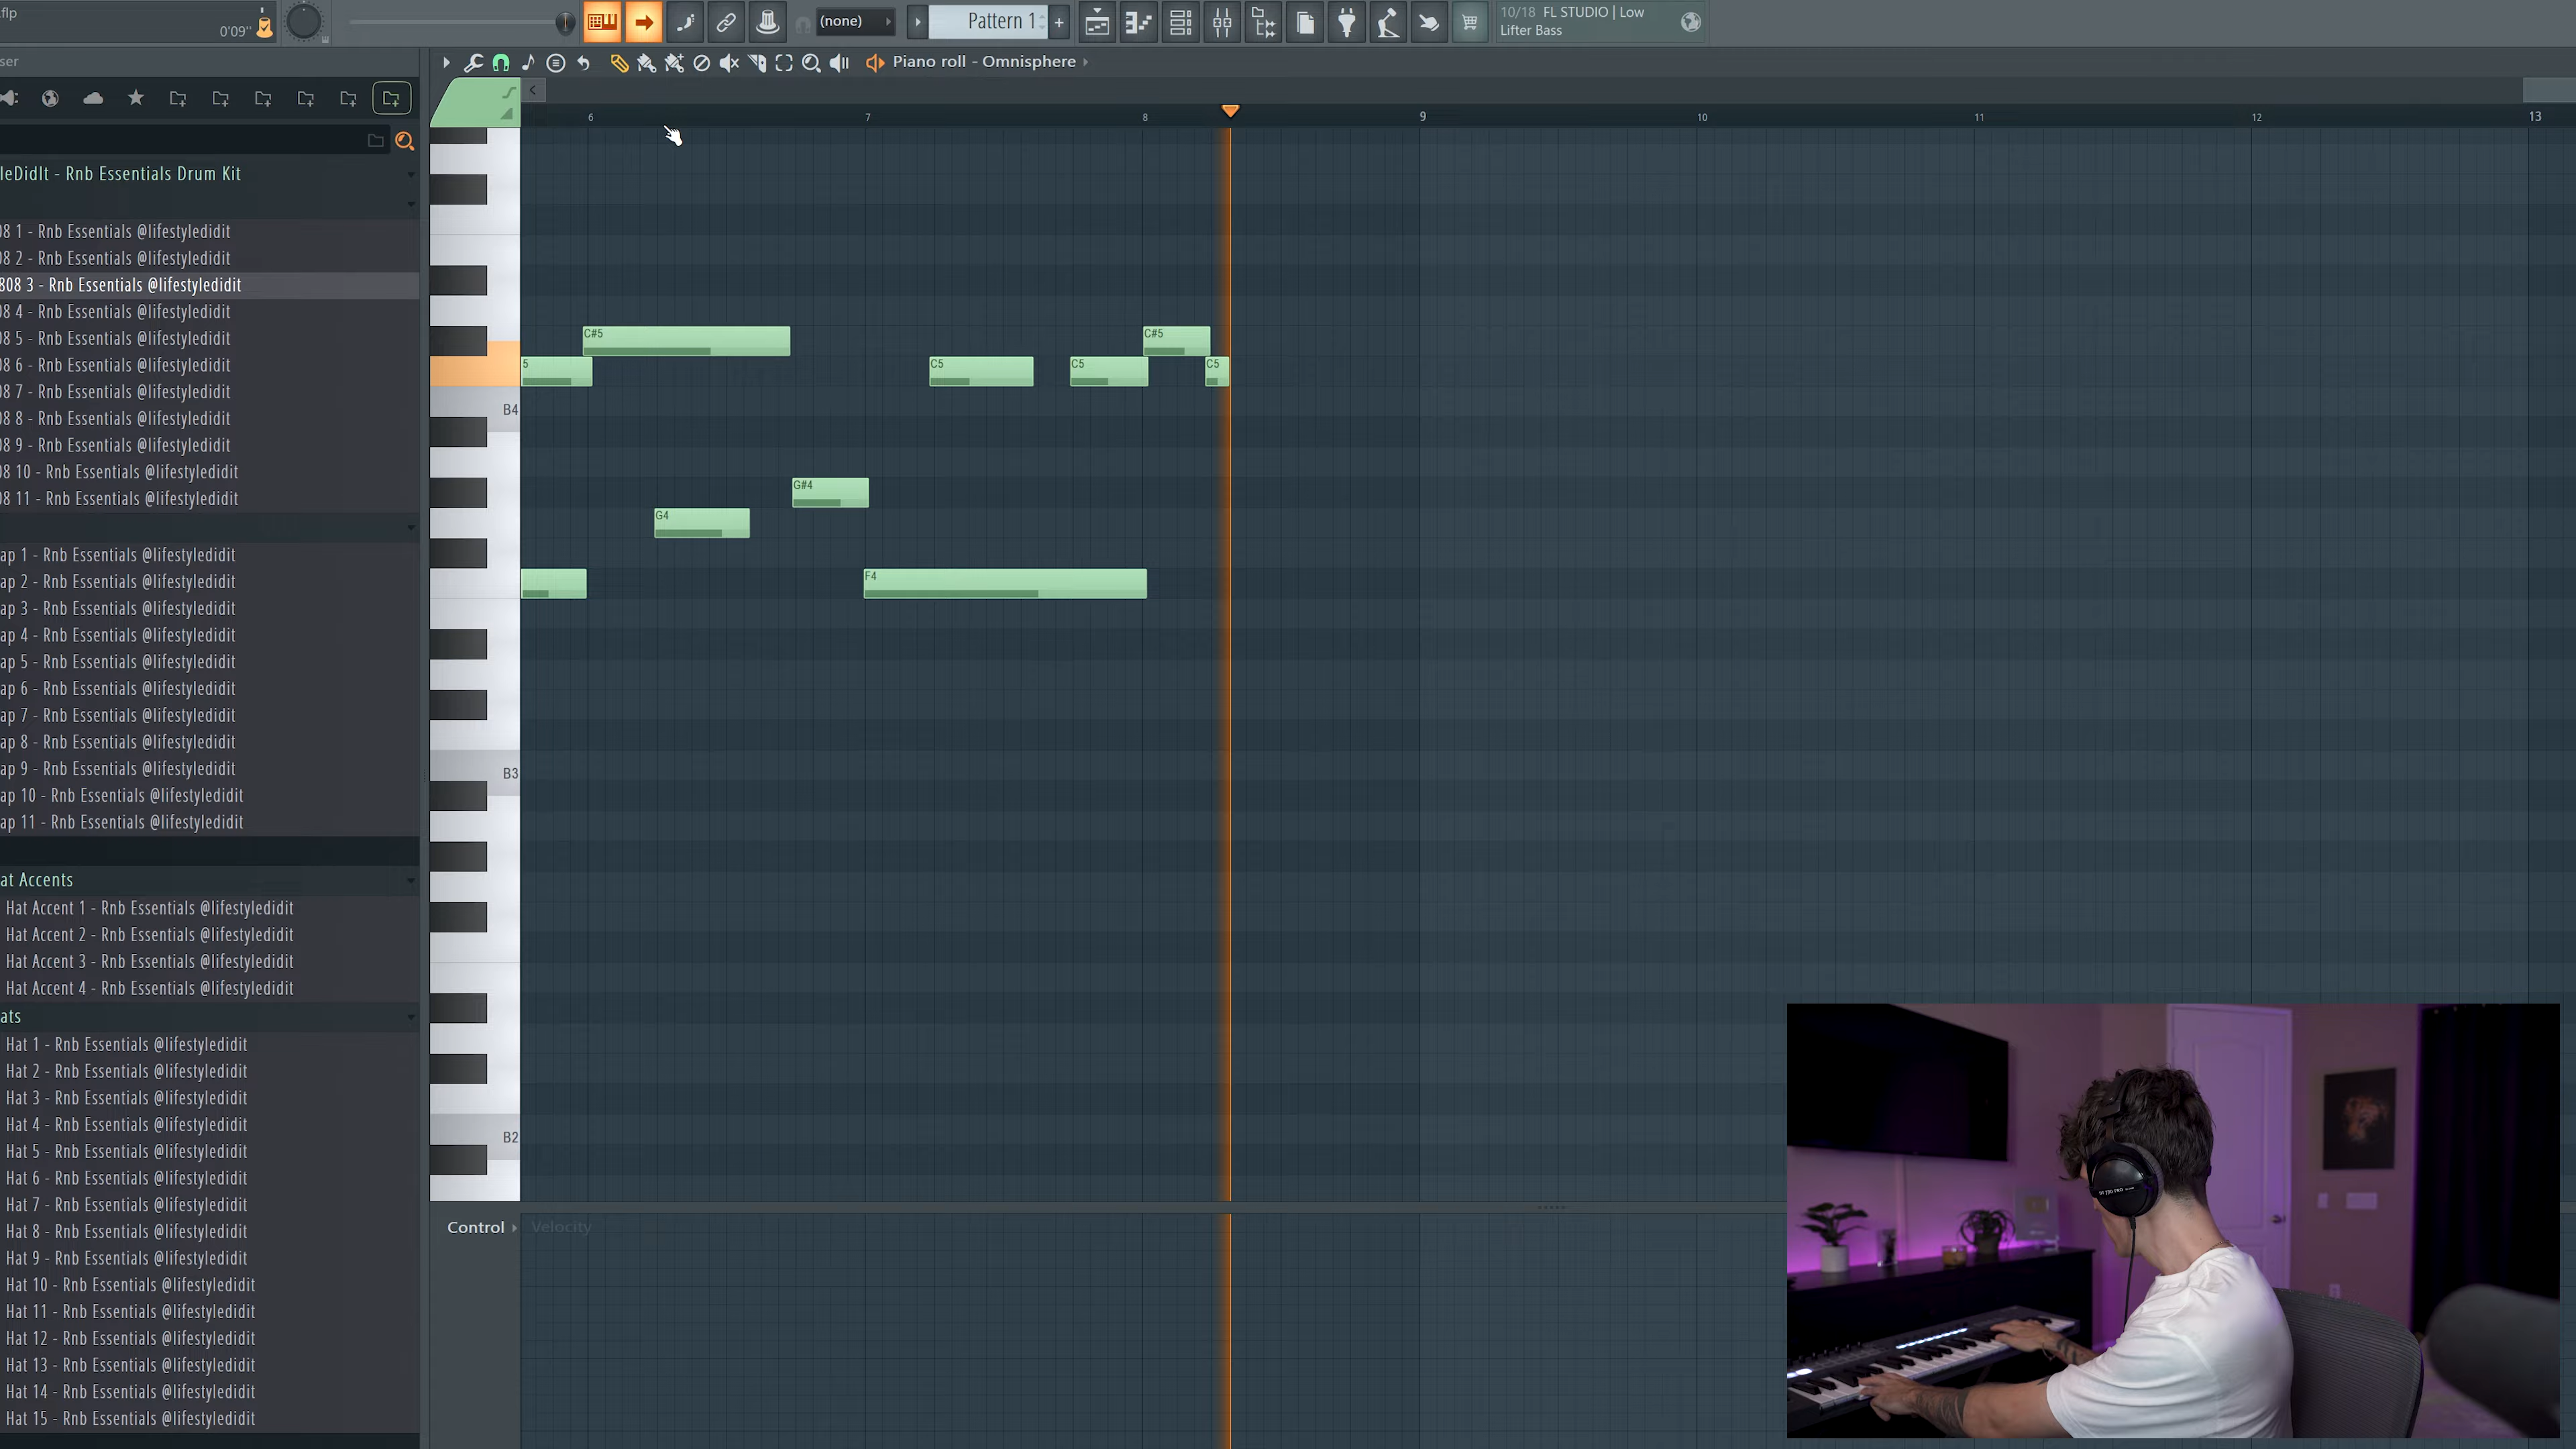 .flp
0'09''
(none)
Pattern 1
10/18 FL STUDIO | Low
Lifter Bass
ser
Piano roll - Omnisphere
6 7 8 9 10 11 12 13
leDidIt - Rnb Essentials Drum Kit
08 1 - Rnb Essentials @lifestyledidit
08 2 - Rnb Essentials @lifestyledidit
808 3 - Rnb Essentials @lifestyledidit
08 4 - Rnb Essentials @lifestyledidit
08 5 - Rnb Essentials @lifestyledidit
08 6 - Rnb Essentials @lifestyledidit
08 7 - Rnb Essentials @lifestyledidit
08 8 - Rnb Essentials @lifestyledidit
08 9 - Rnb Essentials @lifestyledidit
08 10 - Rnb Essentials @lifestyledidit
08 11 - Rnb Essentials @lifestyledidit
ap 1 - Rnb Essentials @lifestyledidit
ap 2 - Rnb Essentials @lifestyledidit
ap 3 - Rnb Essentials @lifestyledidit
ap 4 - Rnb Essentials @lifestyledidit
ap 5 - Rnb Essentials @lifestyledidit
ap 6 - Rnb Essentials @lifestyledidit
ap 7 - Rnb Essentials @lifestyledidit
ap 8 - Rnb Essentials @lifestyledidit
ap 9 - Rnb Essentials @lifestyledidit
ap 10 - Rnb Essentials @lifestyledidit
ap 11 - Rnb Essentials @lifestyledidit
at Accents
Hat Accent 1 - Rnb Essentials @lifestyledidit
Hat Accent 2 - Rnb Essentials @lifestyledidit
Hat Accent 3 - Rnb Essentials @lifestyledidit
Hat Accent 4 - Rnb Essentials @lifestyledidit
ats
Hat 1 - Rnb Essentials @lifestyledidit
Hat 2 - Rnb Essentials @lifestyledidit
Hat 3 - Rnb Essentials @lifestyledidit
Hat 4 - Rnb Essentials @lifestyledidit
Hat 5 - Rnb Essentials @lifestyledidit
Hat 6 - Rnb Essentials @lifestyledidit
Hat 7 - Rnb Essentials @lifestyledidit
Hat 8 - Rnb Essentials @lifestyledidit
Hat 9 - Rnb Essentials @lifestyledidit
Hat 10 - Rnb Essentials @lifestyledidit
Hat 11 - Rnb Essentials @lifestyledidit
Hat 12 - Rnb Essentials @lifestyledidit
Hat 13 - Rnb Essentials @lifestyledidit
Hat 14 - Rnb Essentials @lifestyledidit
Hat 15 - Rnb Essentials @lifestyledidit
C#5 C#5
5 C5 C5 C5
B4
G#4
G4
F4
B3
B2
Control
Velocity